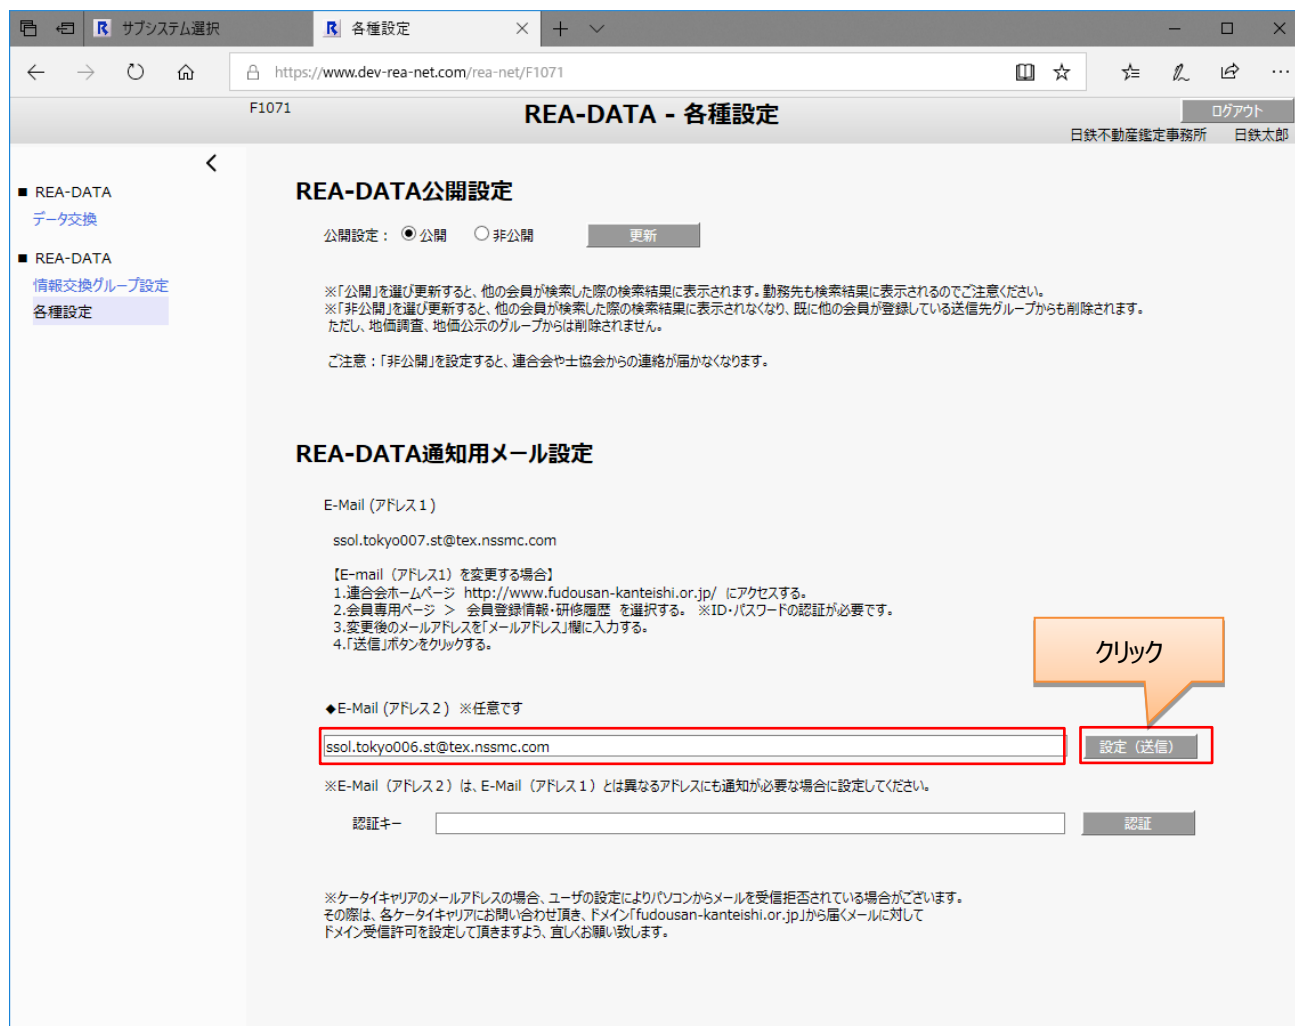 サブシステム選択
各種設定
https://www.dev-rea-net.com/rea-net/F1071
F1071
REA-DATA - 各種設定
ログアウト
日鉄不動産鑑定事務所 日鉄太郎
■ REA-DATA
データ交換
■ REA-DATA
情報交換グループ設定
各種設定
REA-DATA公開設定
公開設定： 公開 非公開 更新
※「公開」を選び更新すると、他の会員が検索した際の検索結果に表示されます。勤務先も検索結果に表示されるのでご注意ください。
※「非公開」を選び更新すると、他の会員が検索した際の検索結果に表示されなくなり、既に他の会員が登録している送信先グループからも削除されます。
ただし、地価調査、地価公示のグループからは削除されません。
ご注意：「非公開」を設定すると、連合会や士協会からの連絡が届かなくなります。
REA-DATA通知用メール設定
E-Mail (アドレス１)
ssol.tokyo007.st@tex.nssmc.com
【E-mail（アドレス1）を変更する場合】
1.連合会ホームページ http://www.fudousan-kanteishi.or.jp/ にアクセスする。
2.会員専用ページ ＞ 会員登録情報・研修履歴 を選択する。 ※ID・パスワードの認証が必要です。
3.変更後のメールアドレスを「メールアドレス」欄に入力する。
4.「送信」ボタンをクリックする。
クリック
◆E-Mail (アドレス２) ※任意です
ssol.tokyo006.st@tex.nssmc.com 設定（送信）
※E-Mail（アドレス２）は、E-Mail（アドレス１）とは異なるアドレスにも通知が必要な場合に設定してください。
認証キー 認証
※ケータイキャリアのメールアドレスの場合、ユーザの設定によりパソコンからメールを受信拒否されている場合がございます。
その際は、各ケータイキャリアにお問い合わせ頂き、ドメイン「fudousan-kanteishi.or.jp」から届くメールに対して
ドメイン受信許可を設定して頂きますよう、宜しくお願い致します。